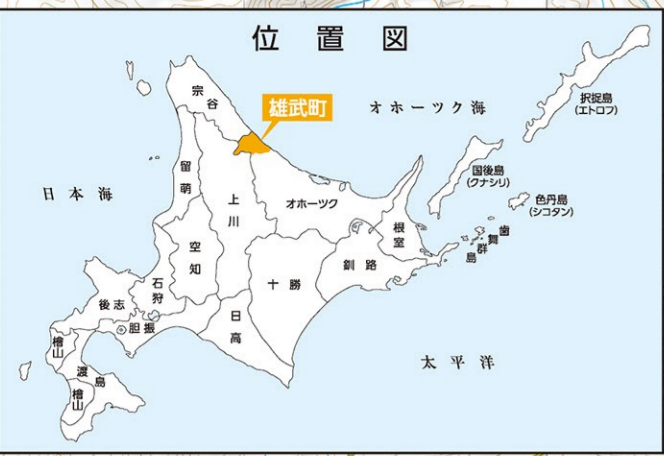 位置図
宗谷
雄武町
オホーツク海
択捉島
(エトロフ)
国後島
(クナシリ)
色丹島
(シコタン)
歯舞群島
日本海
留萌
上川
オホーツク
根室
空知
釧路
十勝
石狩
後志
胆振
日高
檜山
渡島
檜山
太平洋